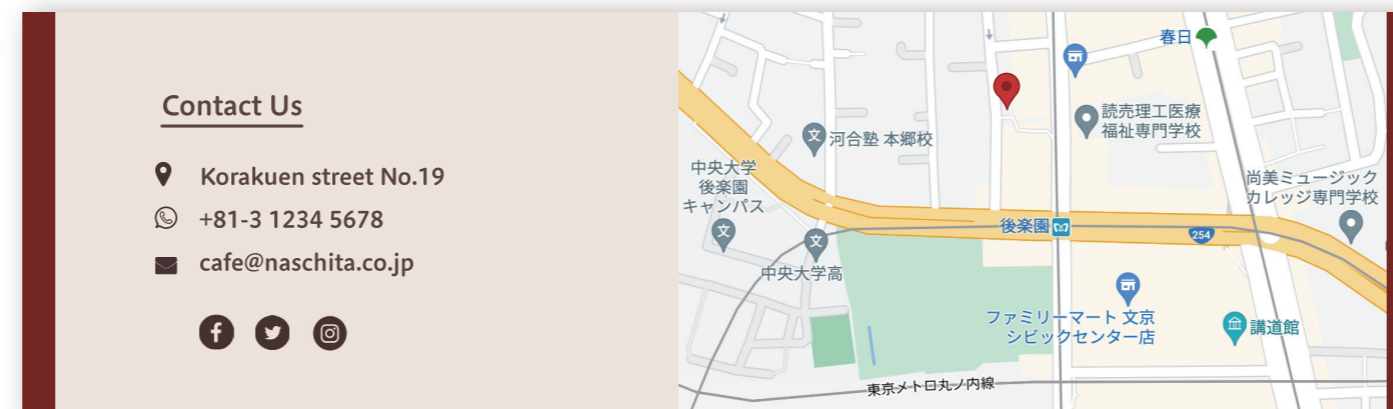 Contact Us
Korakuen street No.19
+81-3 1234 5678
cafe@naschita.co.jp
春日
読売理工医療
福祉専門学校
河合塾 本郷校
中央大学
後楽園
キャンパス
尚美ミュージック
カレッジ専門学校
後楽園
254
中央大学高
ファミリーマート 文京
シビックセンター店
講道館
東京メトロ丸ノ内線
文
文
文